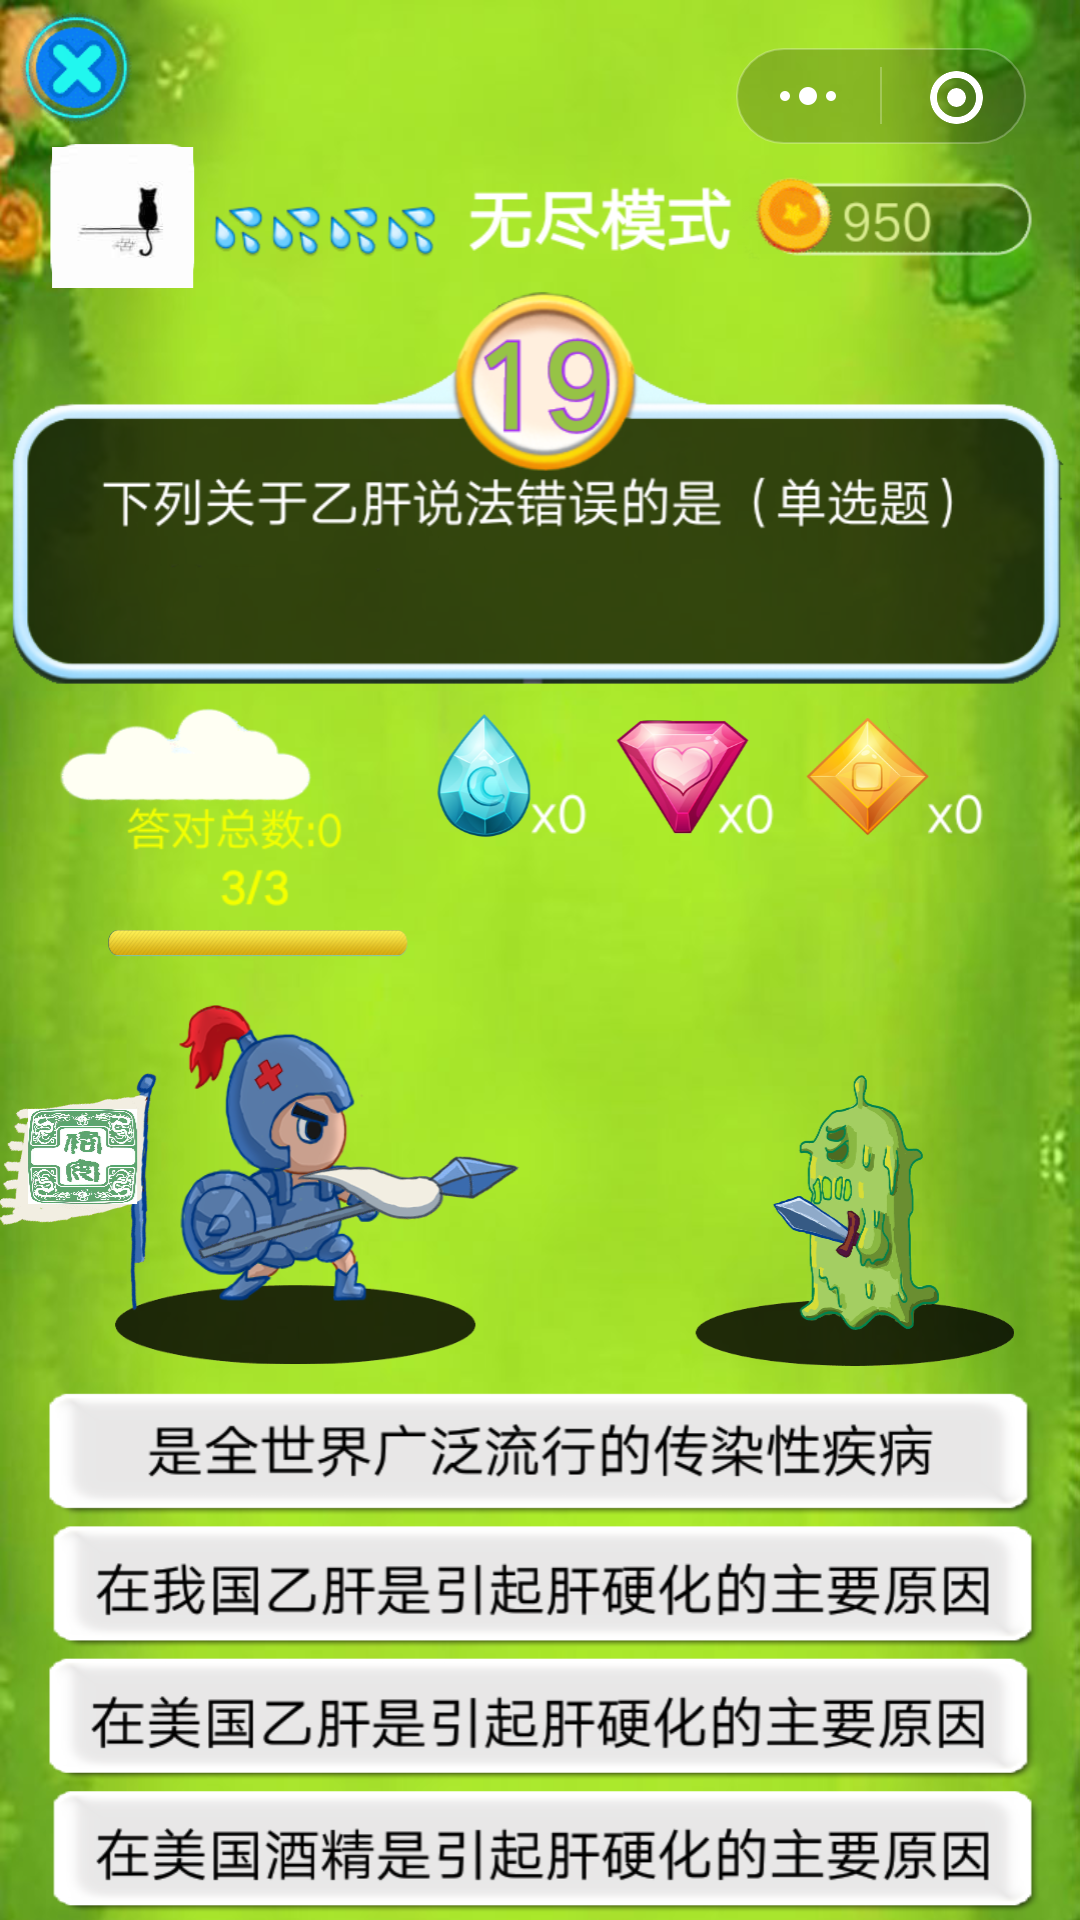 无尽模式
950
19
下列关于乙肝说法错误的是（单选题）
x0
x0
x0
答对总数:0
3/3
是全世界广泛流行的传染性疾病
在我国乙肝是引起肝硬化的主要原因
在美国乙肝是引起肝硬化的主要原因
在美国酒精是引起肝硬化的主要原因